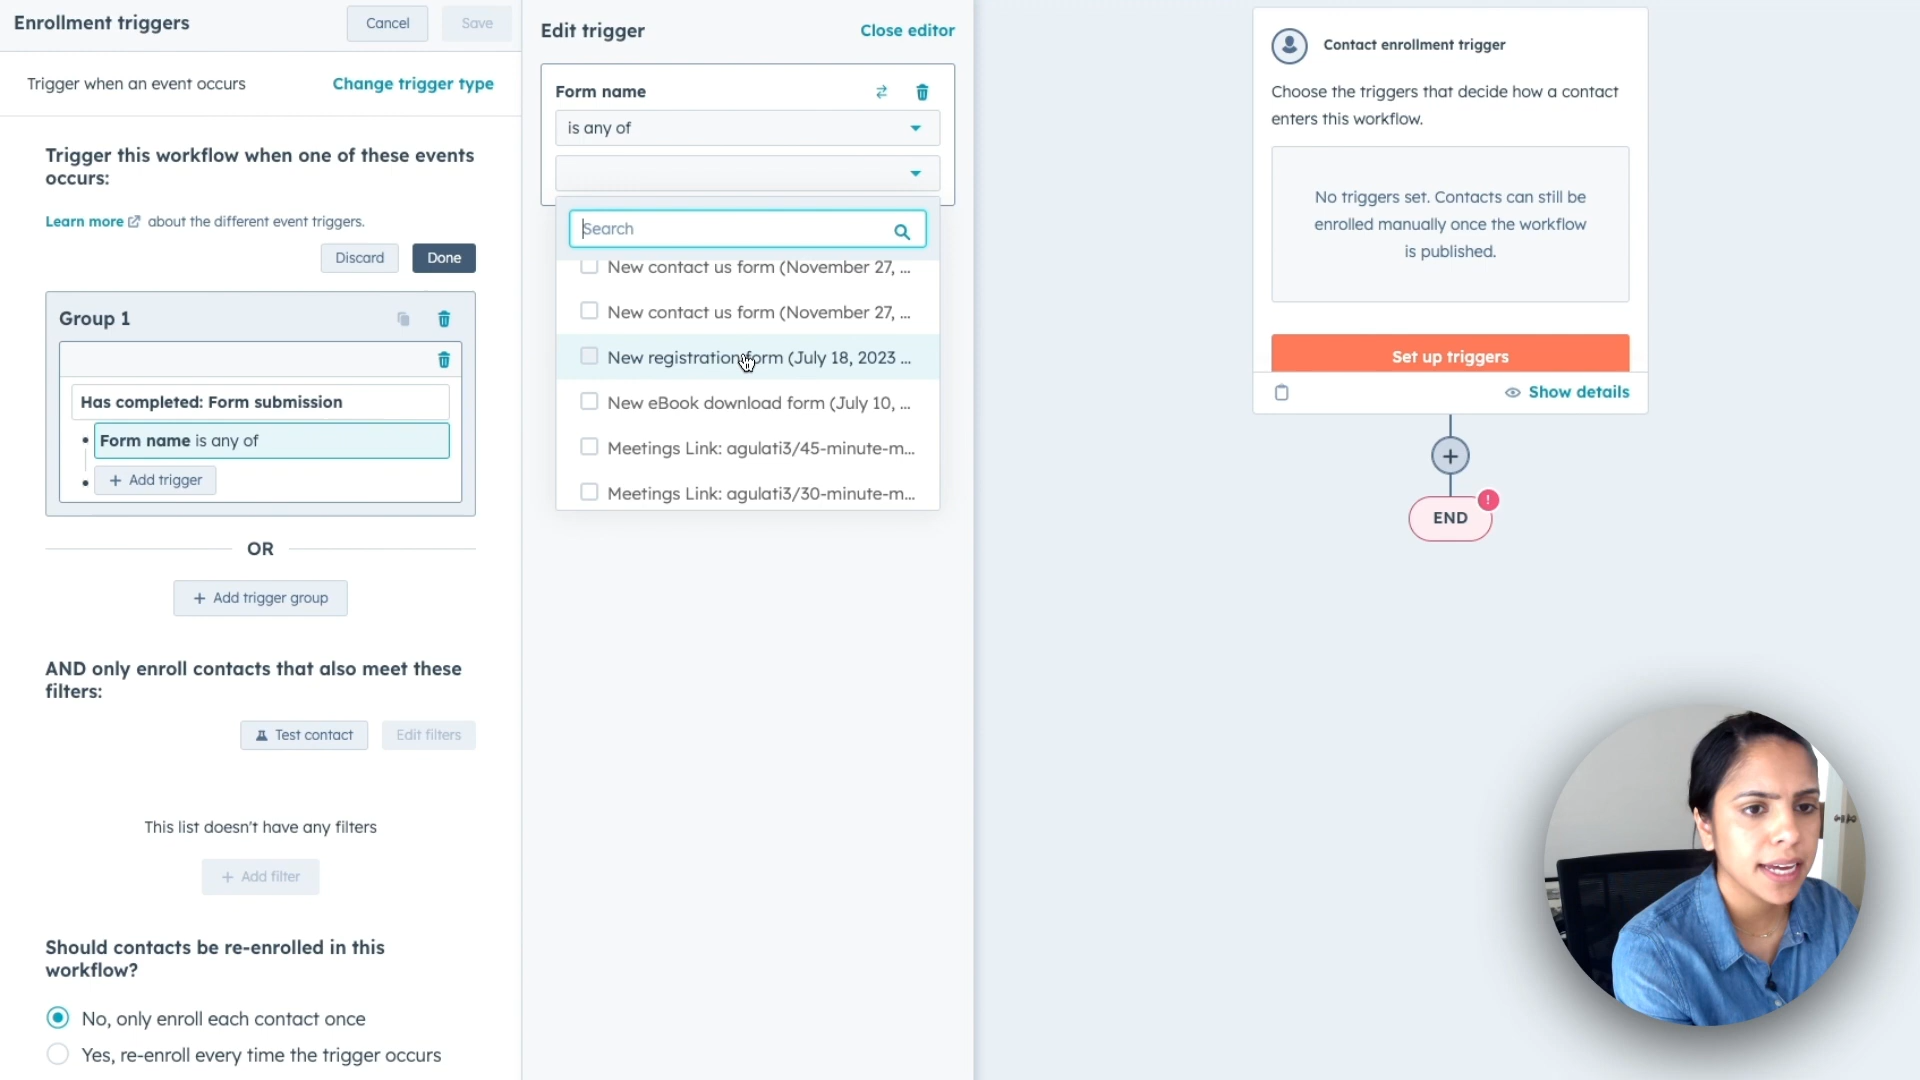 Enrollment triggers
Cancel
Save
Trigger when an event occurs
Change trigger type
Trigger this workflow when one of these events
occurs:
Learn more about the different event triggers.
Discard
Done
Group 1
Has completed: Form submission
Form name is any of
+ Add trigger
OR
+ Add trigger group
AND only enroll contacts that also meet these
filters:
Test contact
Edit filters
This list doesn't have any filters
+ Add filter
Should contacts be re-enrolled in this
workflow?
No, only enroll each contact once
Yes, re-enroll every time the trigger occurs
Edit trigger
Close editor
Form name
is any of
Search
New contact us form (November 27, ...
New contact us form (November 27, ...
New registration form (July 18, 2023 ...
New eBook download form (July 10, ...
Meetings Link: agulati3/45-minute-m...
Meetings Link: agulati3/30-minute-m...
Contact enrollment trigger
Choose the triggers that decide how a contact
enters this workflow.
No triggers set. Contacts can still be
enrolled manually once the workflow
is published.
Set up triggers
Show details
+
END
!